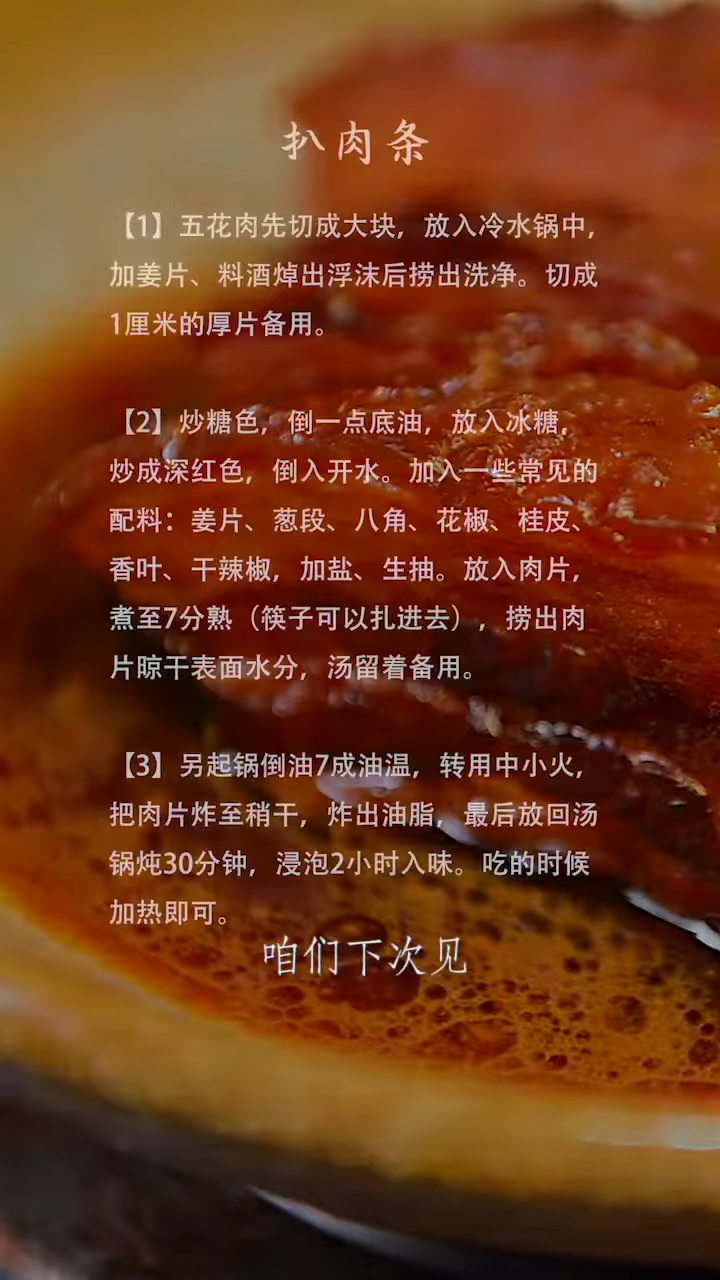 扒肉条
【1】五花肉先切成大块，放入冷水锅中，
加姜片、料酒焯出浮沫后捞出洗净。切成
1厘米的厚片备用。
【2】炒糖色，倒一点底油，放入冰糖，
炒成深红色，倒入开水。加入一些常见的
配料：姜片、葱段、八角、花椒、桂皮、
香叶、干辣椒，加盐、生抽。放入肉片，
煮至7分熟（筷子可以扎进去），捞出肉
片晾干表面水分，汤留着备用。
【3】另起锅倒油7成油温，转用中小火，
把肉片炸至稍干，炸出油脂，最后放回汤
锅炖30分钟，浸泡2小时入味。吃的时候
加热即可。
咱们下次见